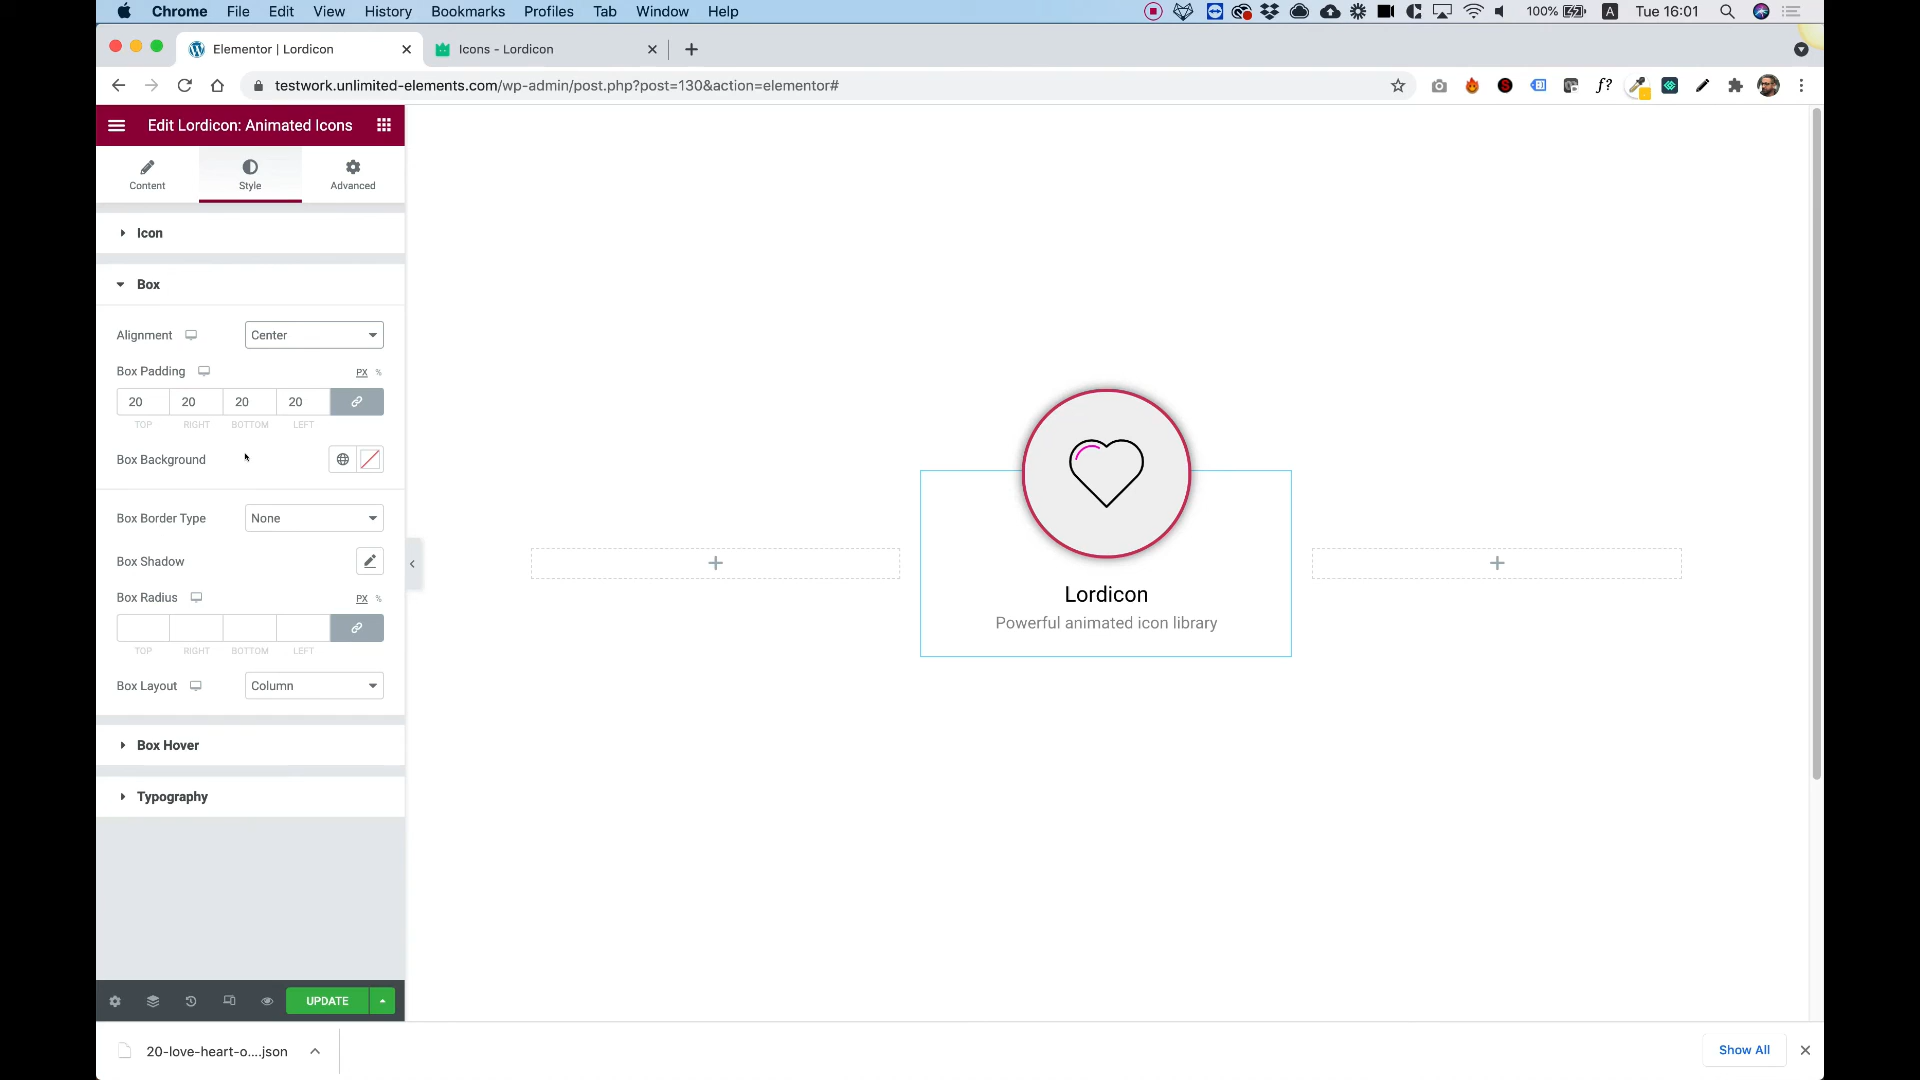 Chrome File Edit View History Bookmarks Profiles Tab Window Help 100% A Tue 16:01
Elementor | Lordicon Icons - Lordicon
testwork.unlimited-elements.com/wp-admin/post.php?post=130&action=elementor# S f?
Edit Lordicon: Animated Icons
Content Style Advanced
Icon
Box
Alignment Center
Box Padding PX %
20 20 20 20
TOP RIGHT BOTTOM LEFT
Box Background
Box Border Type None
Box Shadow
Box Radius PX %
TOP RIGHT BOTTOM LEFT
Box Layout Column
Box Hover
Typography
Lordicon
Powerful animated icon library
UPDATE
20-love-heart-o....json Show All